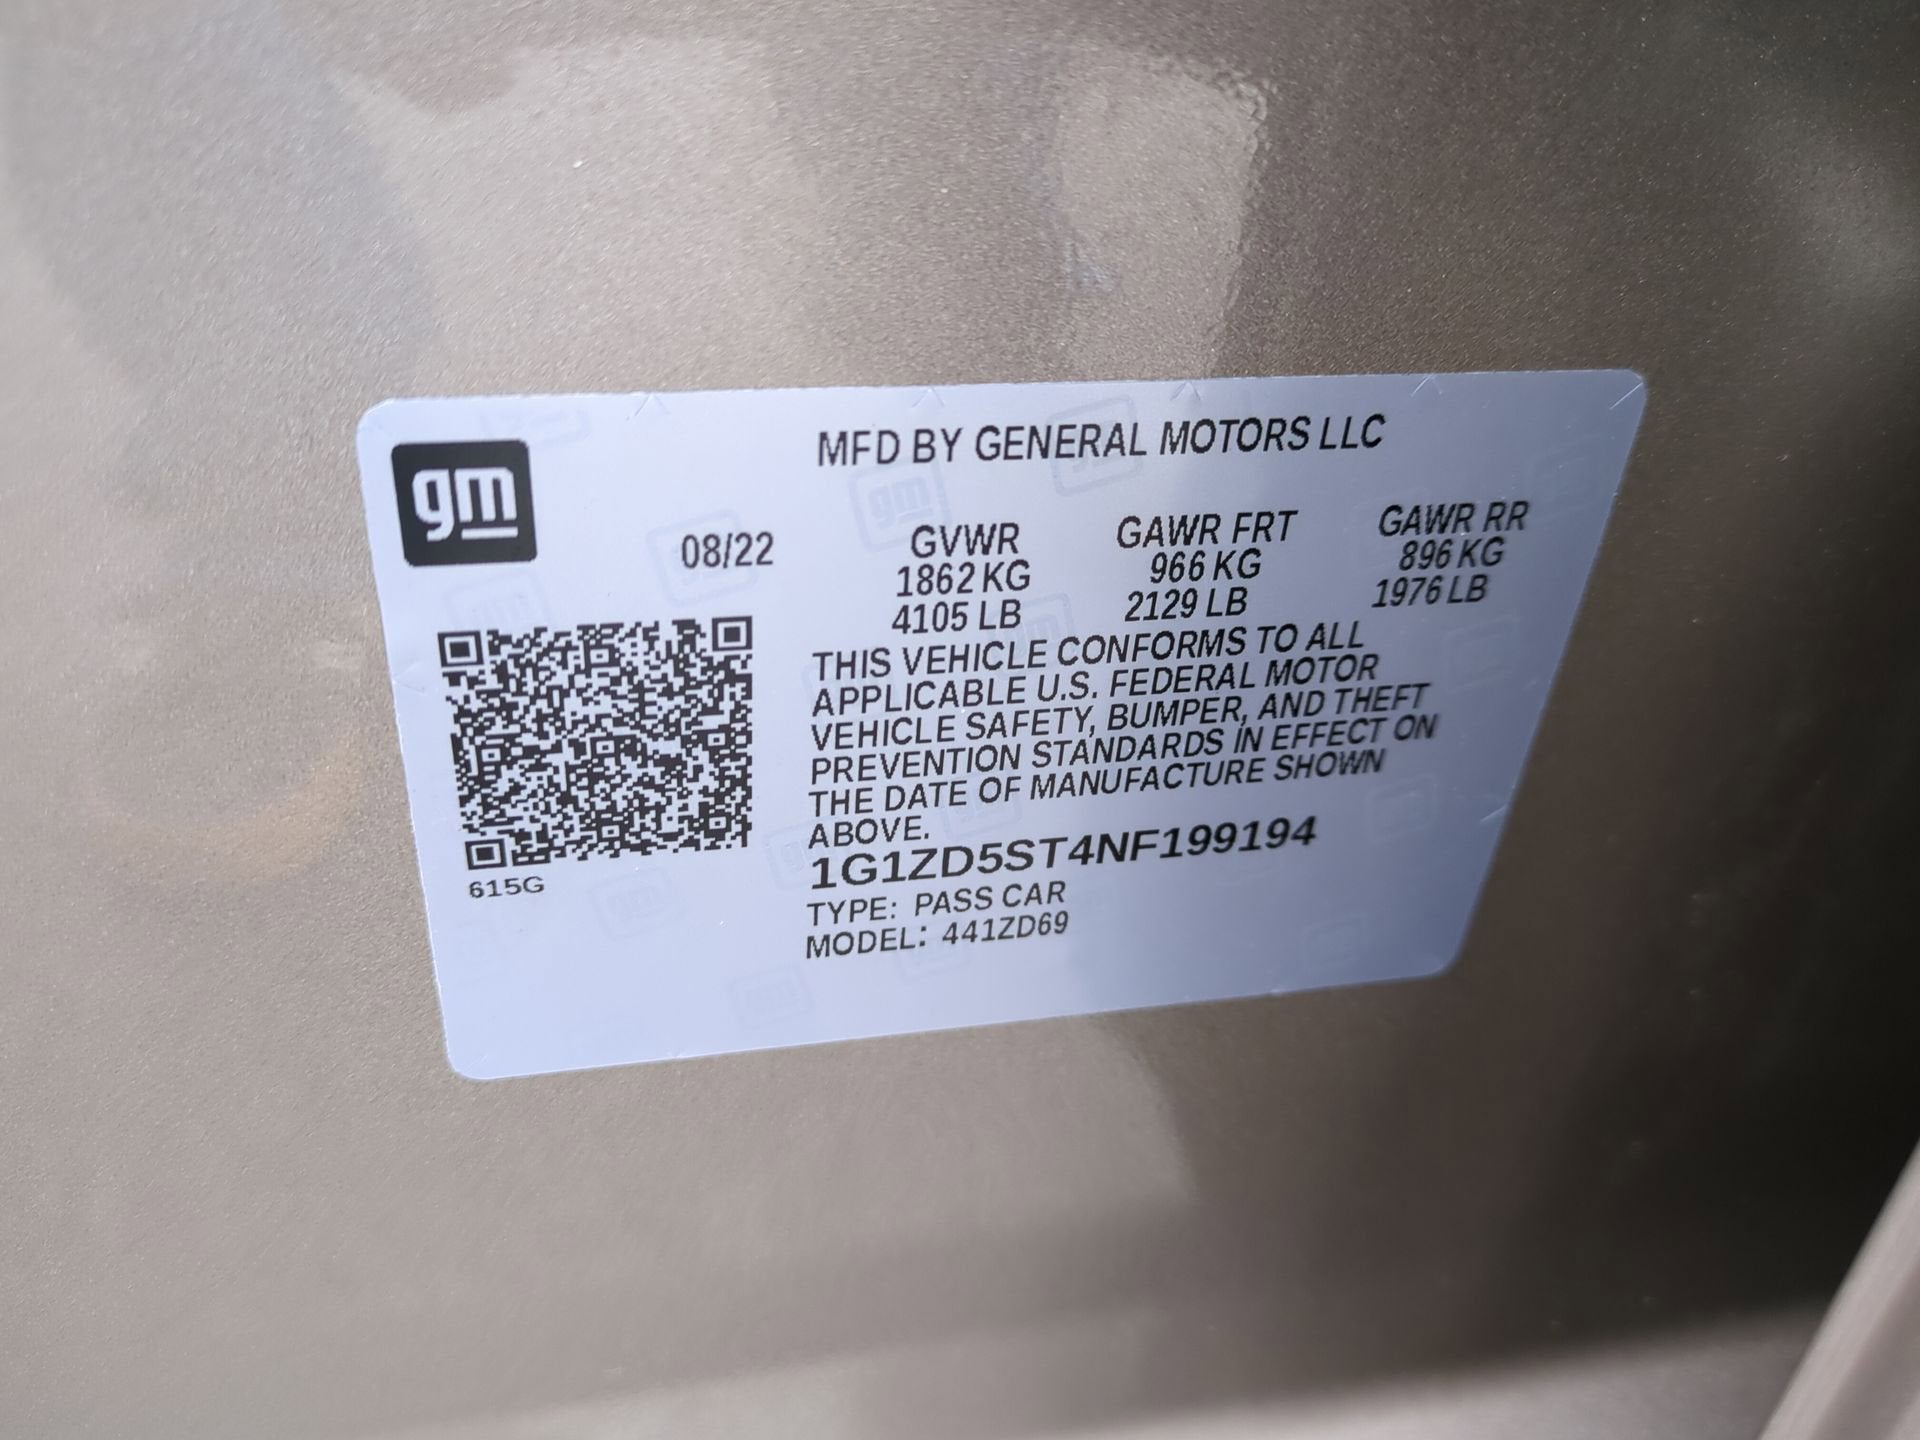 gm
MFD BY GENERAL MOTORS LLC
08/22
GVWR GAWR FRT GAWR RR
1862 KG 966 KG 896 KG
4105 LB 2129 LB 1976 LB
THIS VEHICLE CONFORMS TO ALL
APPLICABLE U.S. FEDERAL MOTOR
VEHICLE SAFETY, BUMPER, AND THEFT
PREVENTION STANDARDS IN EFFECT ON
THE DATE OF MANUFACTURE SHOWN
ABOVE.
1G1ZD5ST4NF199194
TYPE: PASS CAR
MODEL: 441ZD69
615G